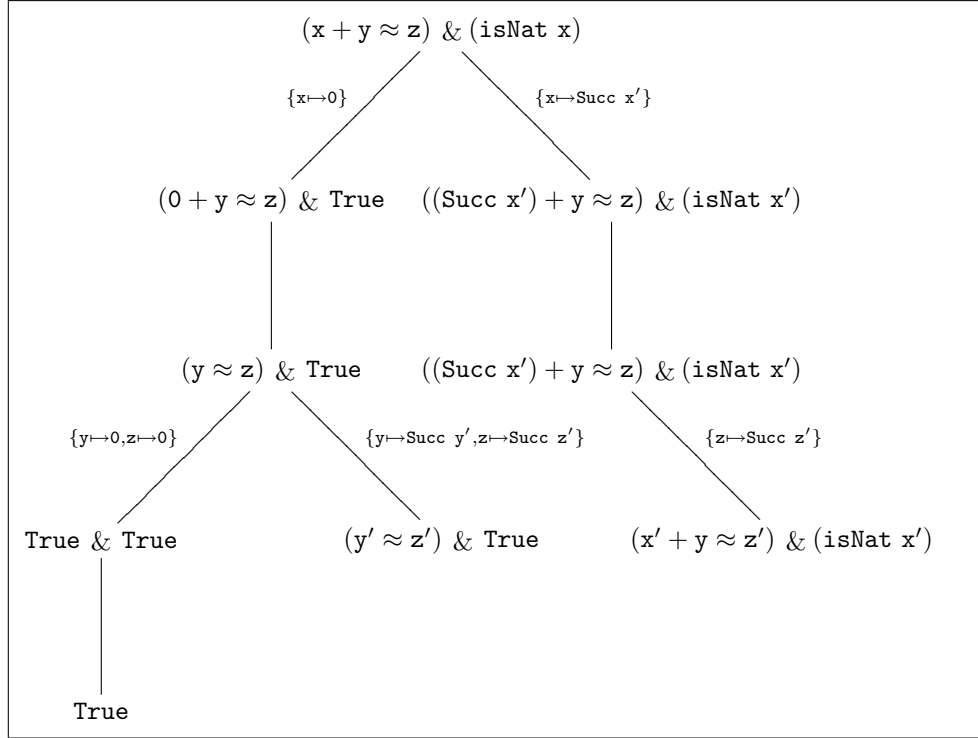 (x + y ≈ z) & (isNat x)
{x↦0} {x↦Succ x′}
(0 + y ≈ z) & True ((Succ x′) + y ≈ z) & (isNat x′)
(y ≈ z) & True ((Succ x′) + y ≈ z) & (isNat x′)
{y↦0,z↦0} {y↦Succ y′,z↦Succ z′} {z↦Succ z′}
True & True (y′ ≈ z′) & True (x′ + y ≈ z′) & (isNat x′)
True